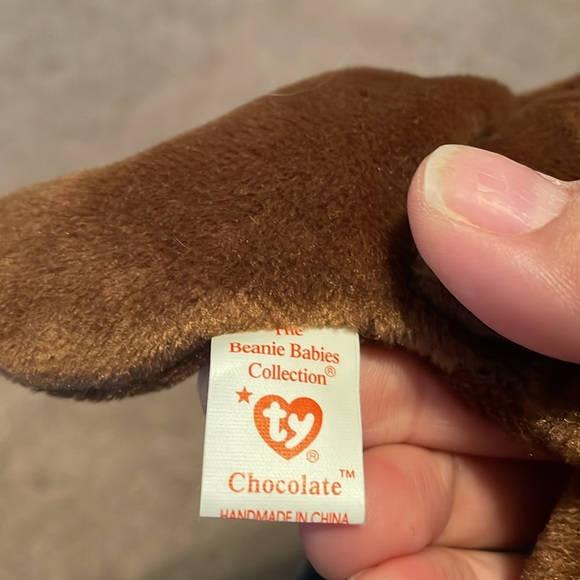 The
Beanie Babies
Collection®
ty®
Chocolate™
HANDMADE IN CHINA